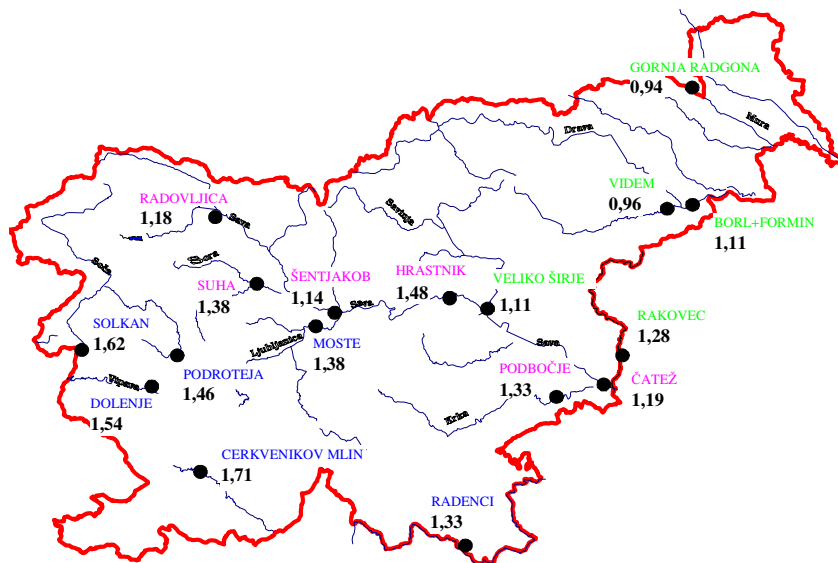 GORNJA RADGONA
0,94
Mura
Drava
VIDEM
0,96
BORL+FORMIN
1,11
RADOVLJICA
1,18
Sava
Savinja
Sora
Soča
SUHA
1,38
ŠENTJAKOB
1,14
HRASTNIK
1,48
VELIKO ŠIRJE
1,11
Sava
SOLKAN
1,62
Ljubljanica
MOSTE
1,38
Sava
RAKOVEC
1,28
PODROTEJA
1,46
PODBOČJE
1,33
ČATEŽ
1,19
Vipava
DOLENJE
1,54
Krka
CERKVENIKOV MLIN
1,71
RADENCI
1,33